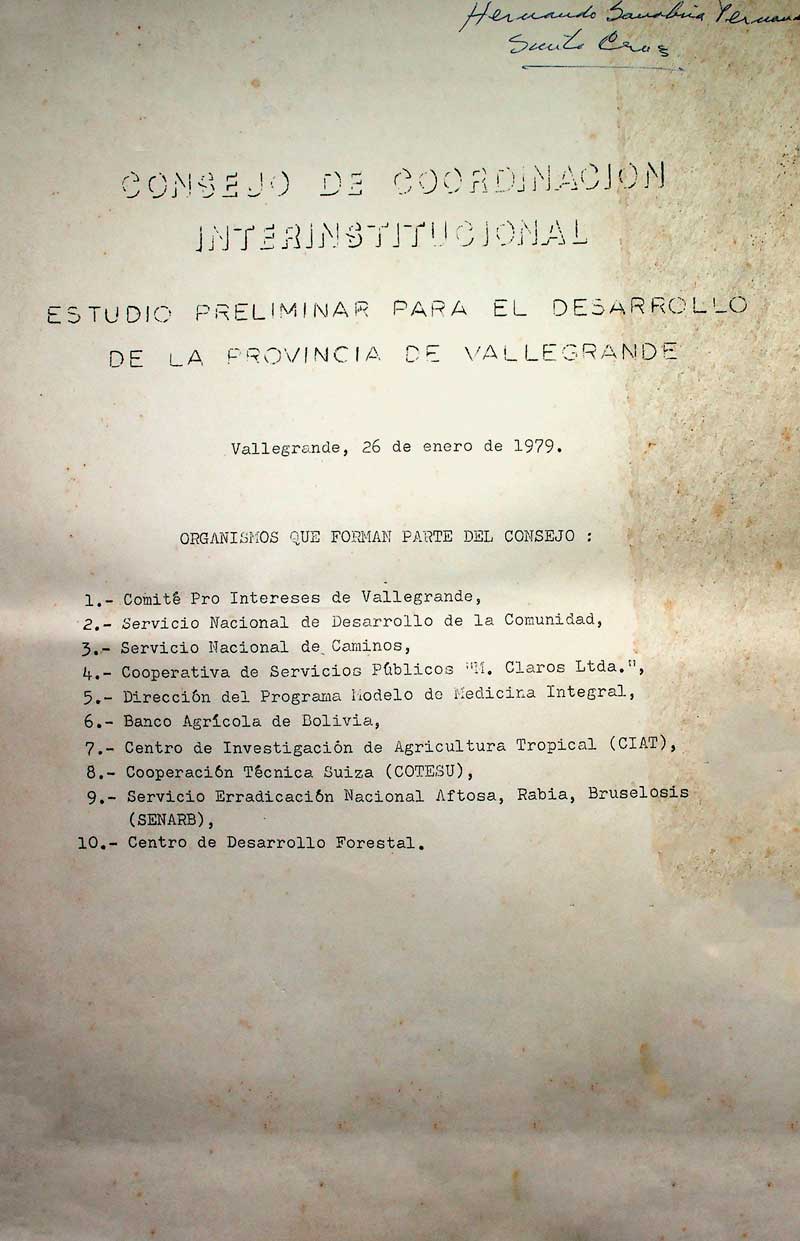 Hernando Sanabria Fernand
Santa Cruz
CONSEJO DE COORDINACION
INTERINSTITUCIONAL
ESTUDIO PRELIMINAR PARA EL DESARROLLO
DE LA PROVINCIA DE VALLEGRANDE
Vallegrande, 26 de enero de 1979.
ORGANISMOS QUE FORMAN PARTE DEL CONSEJO :
1.- Comité Pro Intereses de Vallegrande,
2.- Servicio Nacional de Desarrollo de la Comunidad,
3.- Servicio Nacional de Caminos,
4.- Cooperativa de Servicios Públicos "M. Claros Ltda.",
5.- Dirección del Programa Modelo de Medicina Integral,
6.- Banco Agrícola de Bolivia,
7.- Centro de Investigación de Agricultura Tropical (CIAT),
8.- Cooperación Técnica Suiza (COTESU),
9.- Servicio Erradicación Nacional Aftosa, Rabia, Bruselosis
(SENARB),
10.- Centro de Desarrollo Forestal.